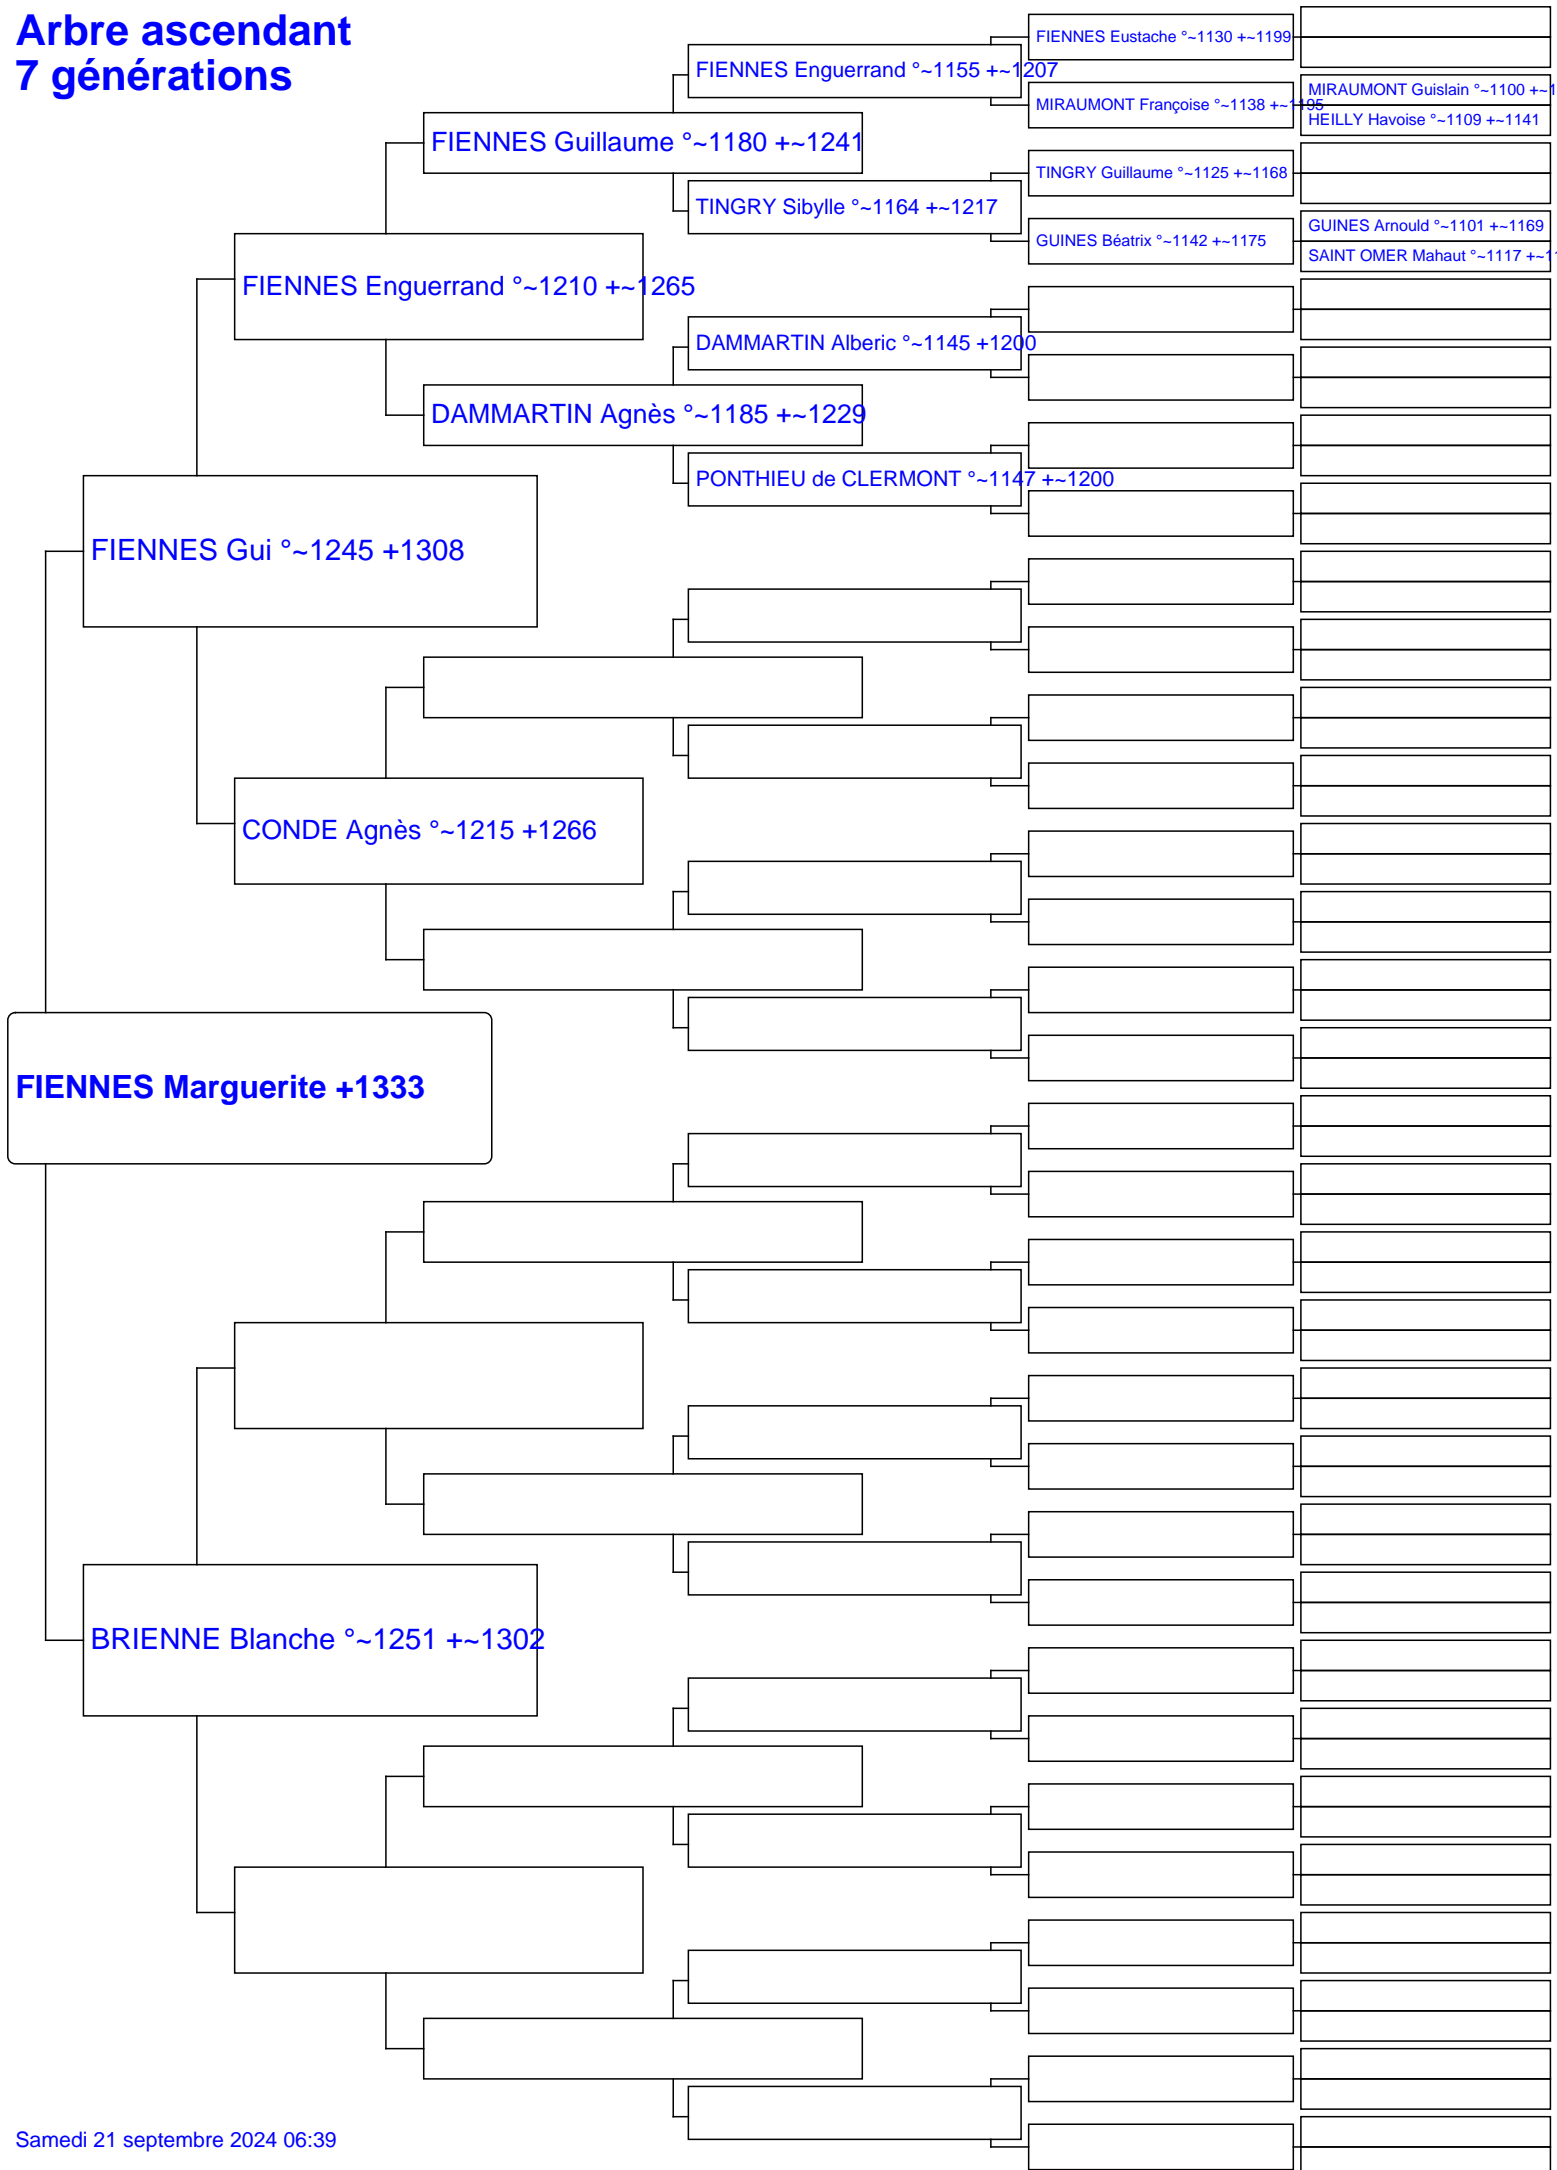 Arbre ascendant
7 générations
FIENNES Eustache °~1130 +~1199
FIENNES Enguerrand °~1155 +~1207
MIRAUMONT Guislain °~1100 +~1
MIRAUMONT Françoise °~1138 +~1195
HEILLY Havoise °~1109 +~1141
FIENNES Guillaume °~1180 +~1241
TINGRY Guillaume °~1125 +~1168
TINGRY Sibylle °~1164 +~1217
GUINES Arnould °~1101 +~1169
GUINES Béatrix °~1142 +~1175
SAINT OMER Mahaut °~1117 +~1
FIENNES Enguerrand °~1210 +~1265
DAMMARTIN Alberic °~1145 +1200
DAMMARTIN Agnès °~1185 +~1229
PONTHIEU de CLERMONT °~1147 +~1200
FIENNES Gui °~1245 +1308
CONDE Agnès °~1215 +1266
FIENNES Marguerite +1333
BRIENNE Blanche °~1251 +~1302
Samedi 21 septembre 2024 06:39